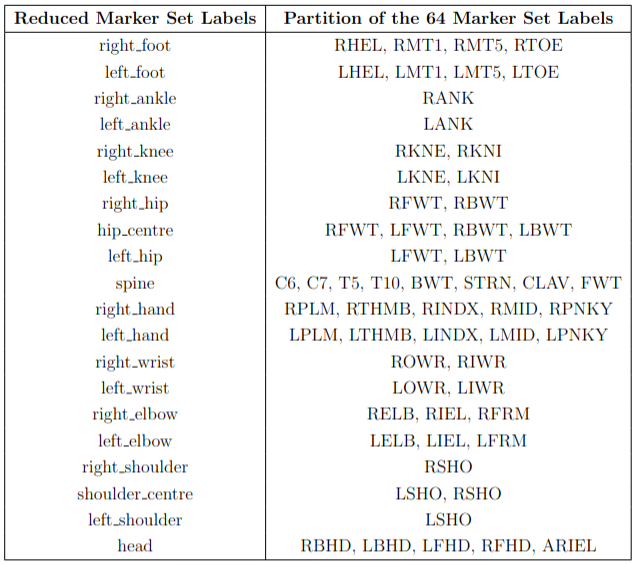 Reduced Marker Set Labels Partition of the 64 Marker Set Labels
right_foot RHEL, RMT1, RMT5, RTOE
left_foot LHEL, LMT1, LMT5, LTOE
right_ankle RANK
left_ankle LANK
right_knee RKNE, RKNI
left_knee LKNE, LKNI
right_hip RFWT, RBWT
hip_centre RFWT, LFWT, RBWT, LBWT
left_hip LFWT, LBWT
spine C6, C7, T5, T10, BWT, STRN, CLAV, FWT
right_hand RPLM, RTHMB, RINDX, RMID, RPNKY
left_hand LPLM, LTHMB, LINDX, LMID, LPNKY
right_wrist ROWR, RIWR
left_wrist LOWR, LIWR
right_elbow RELB, RIEL, RFRM
left_elbow LELB, LIEL, LFRM
right_shoulder RSHO
shoulder_centre LSHO, RSHO
left_shoulder LSHO
head RBHD, LBHD, LFHD, RFHD, ARIEL